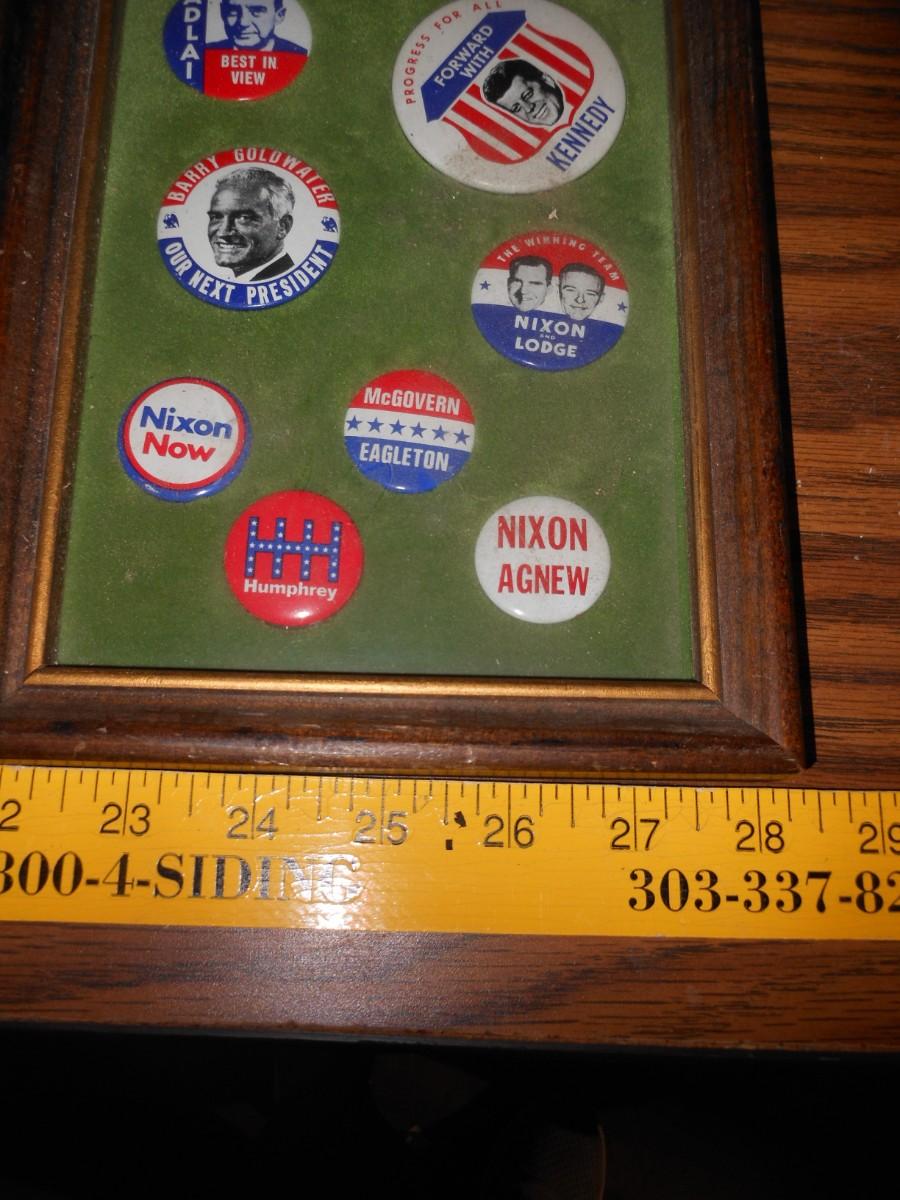 ADLAI
BEST IN
VIEW
PROGRESS FOR ALL
FORWARD
WITH
KENNEDY
BARRY GOLDWATER
OUR NEXT PRESIDENT
THE WINNING TEAM
NIXON
AND
LODGE
Nixon
Now
McGOVERN
EAGLETON
HHH
Humphrey
NIXON
AGNEW
2 23 24 25 26 27 28 29
800-4-SIDING 303-337-82